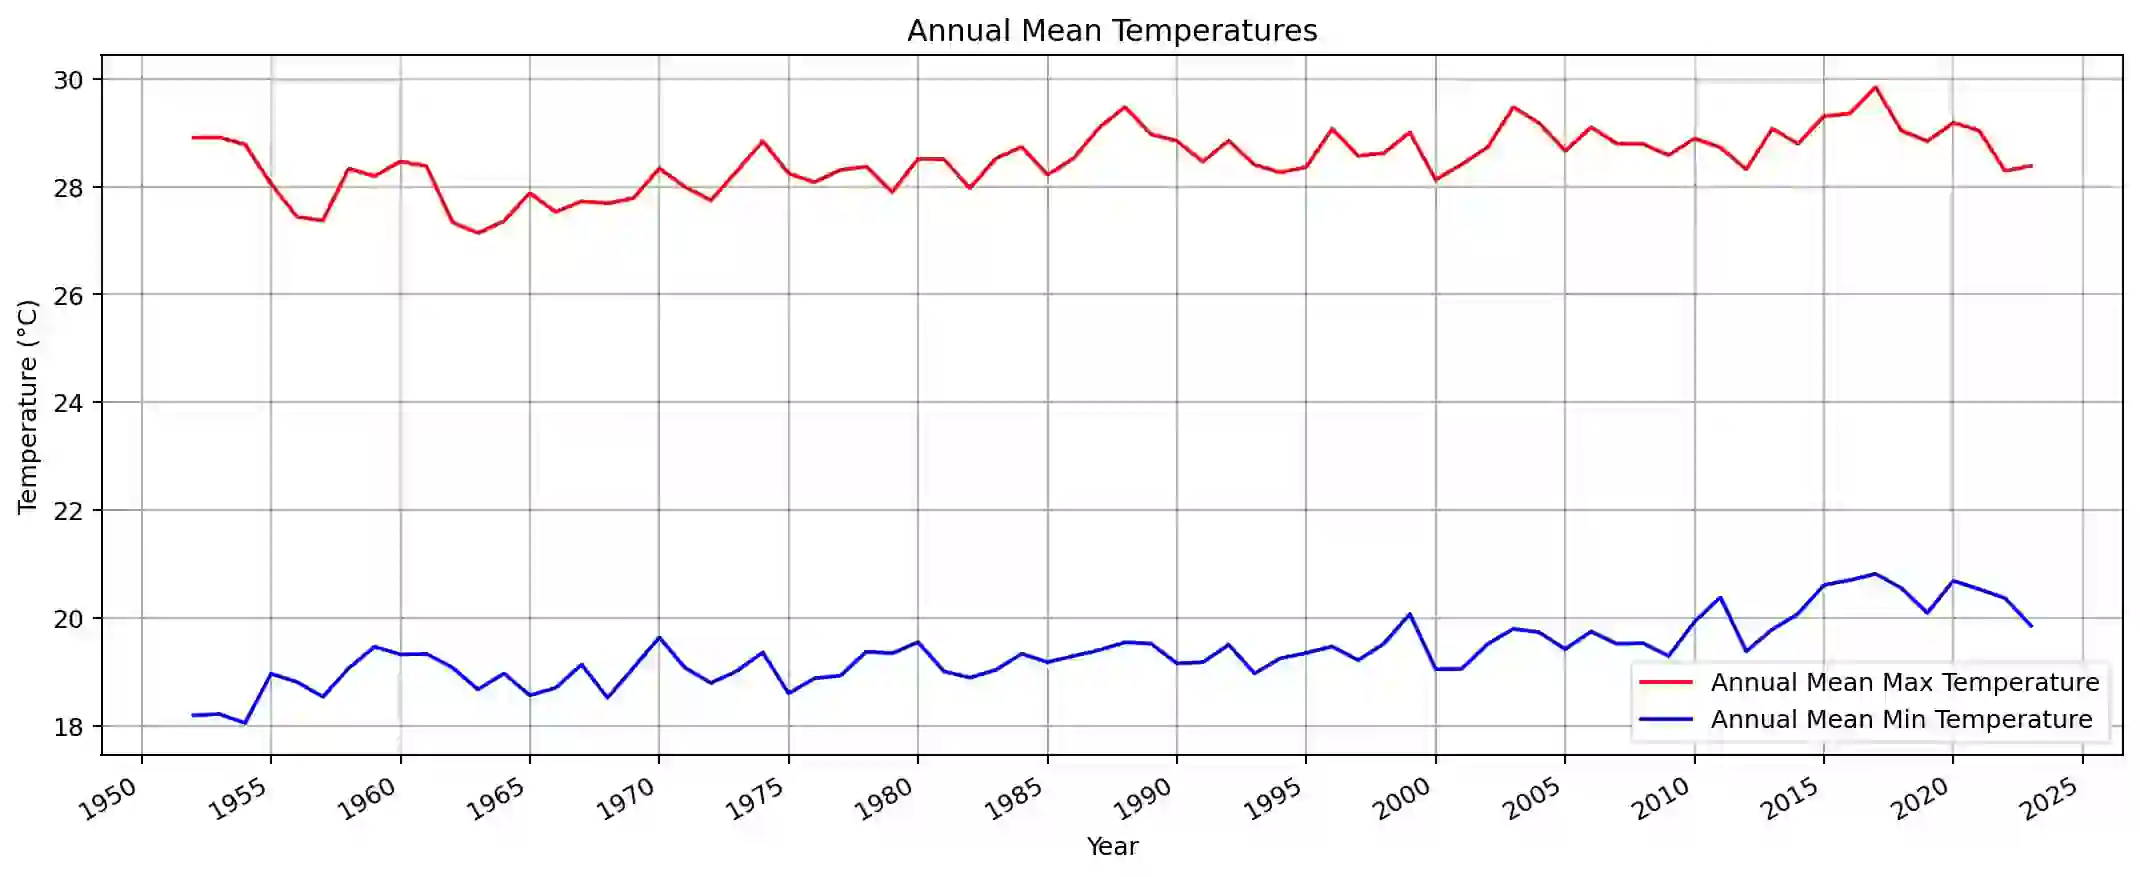 Annual Mean Temperatures
30
28
26
24
22
20
18
Temperature (°C)
Annual Mean Max Temperature
Annual Mean Min Temperature
1950 1955 1960 1965 1970 1975 1980 1985 1990 1995 2000 2005 2010 2015 2020 2025
Year